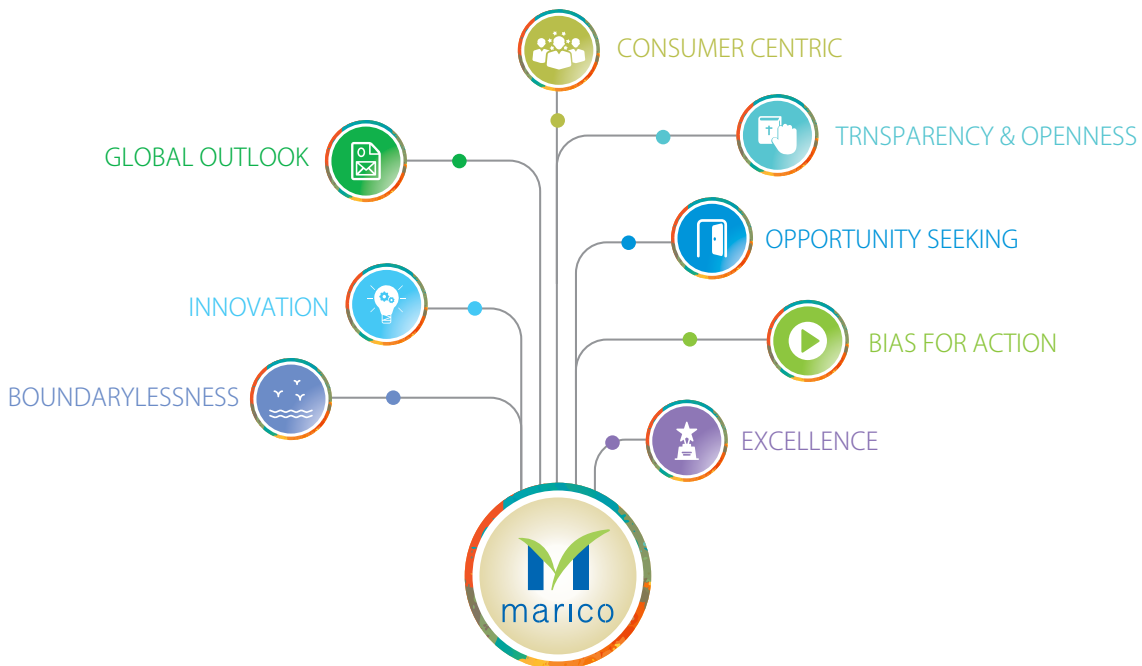 CONSUMER CENTRIC
TRNSPARENCY & OPENNESS
GLOBAL OUTLOOK
OPPORTUNITY SEEKING
INNOVATION
BIAS FOR ACTION
BOUNDARYLESSNESS
EXCELLENCE
marico